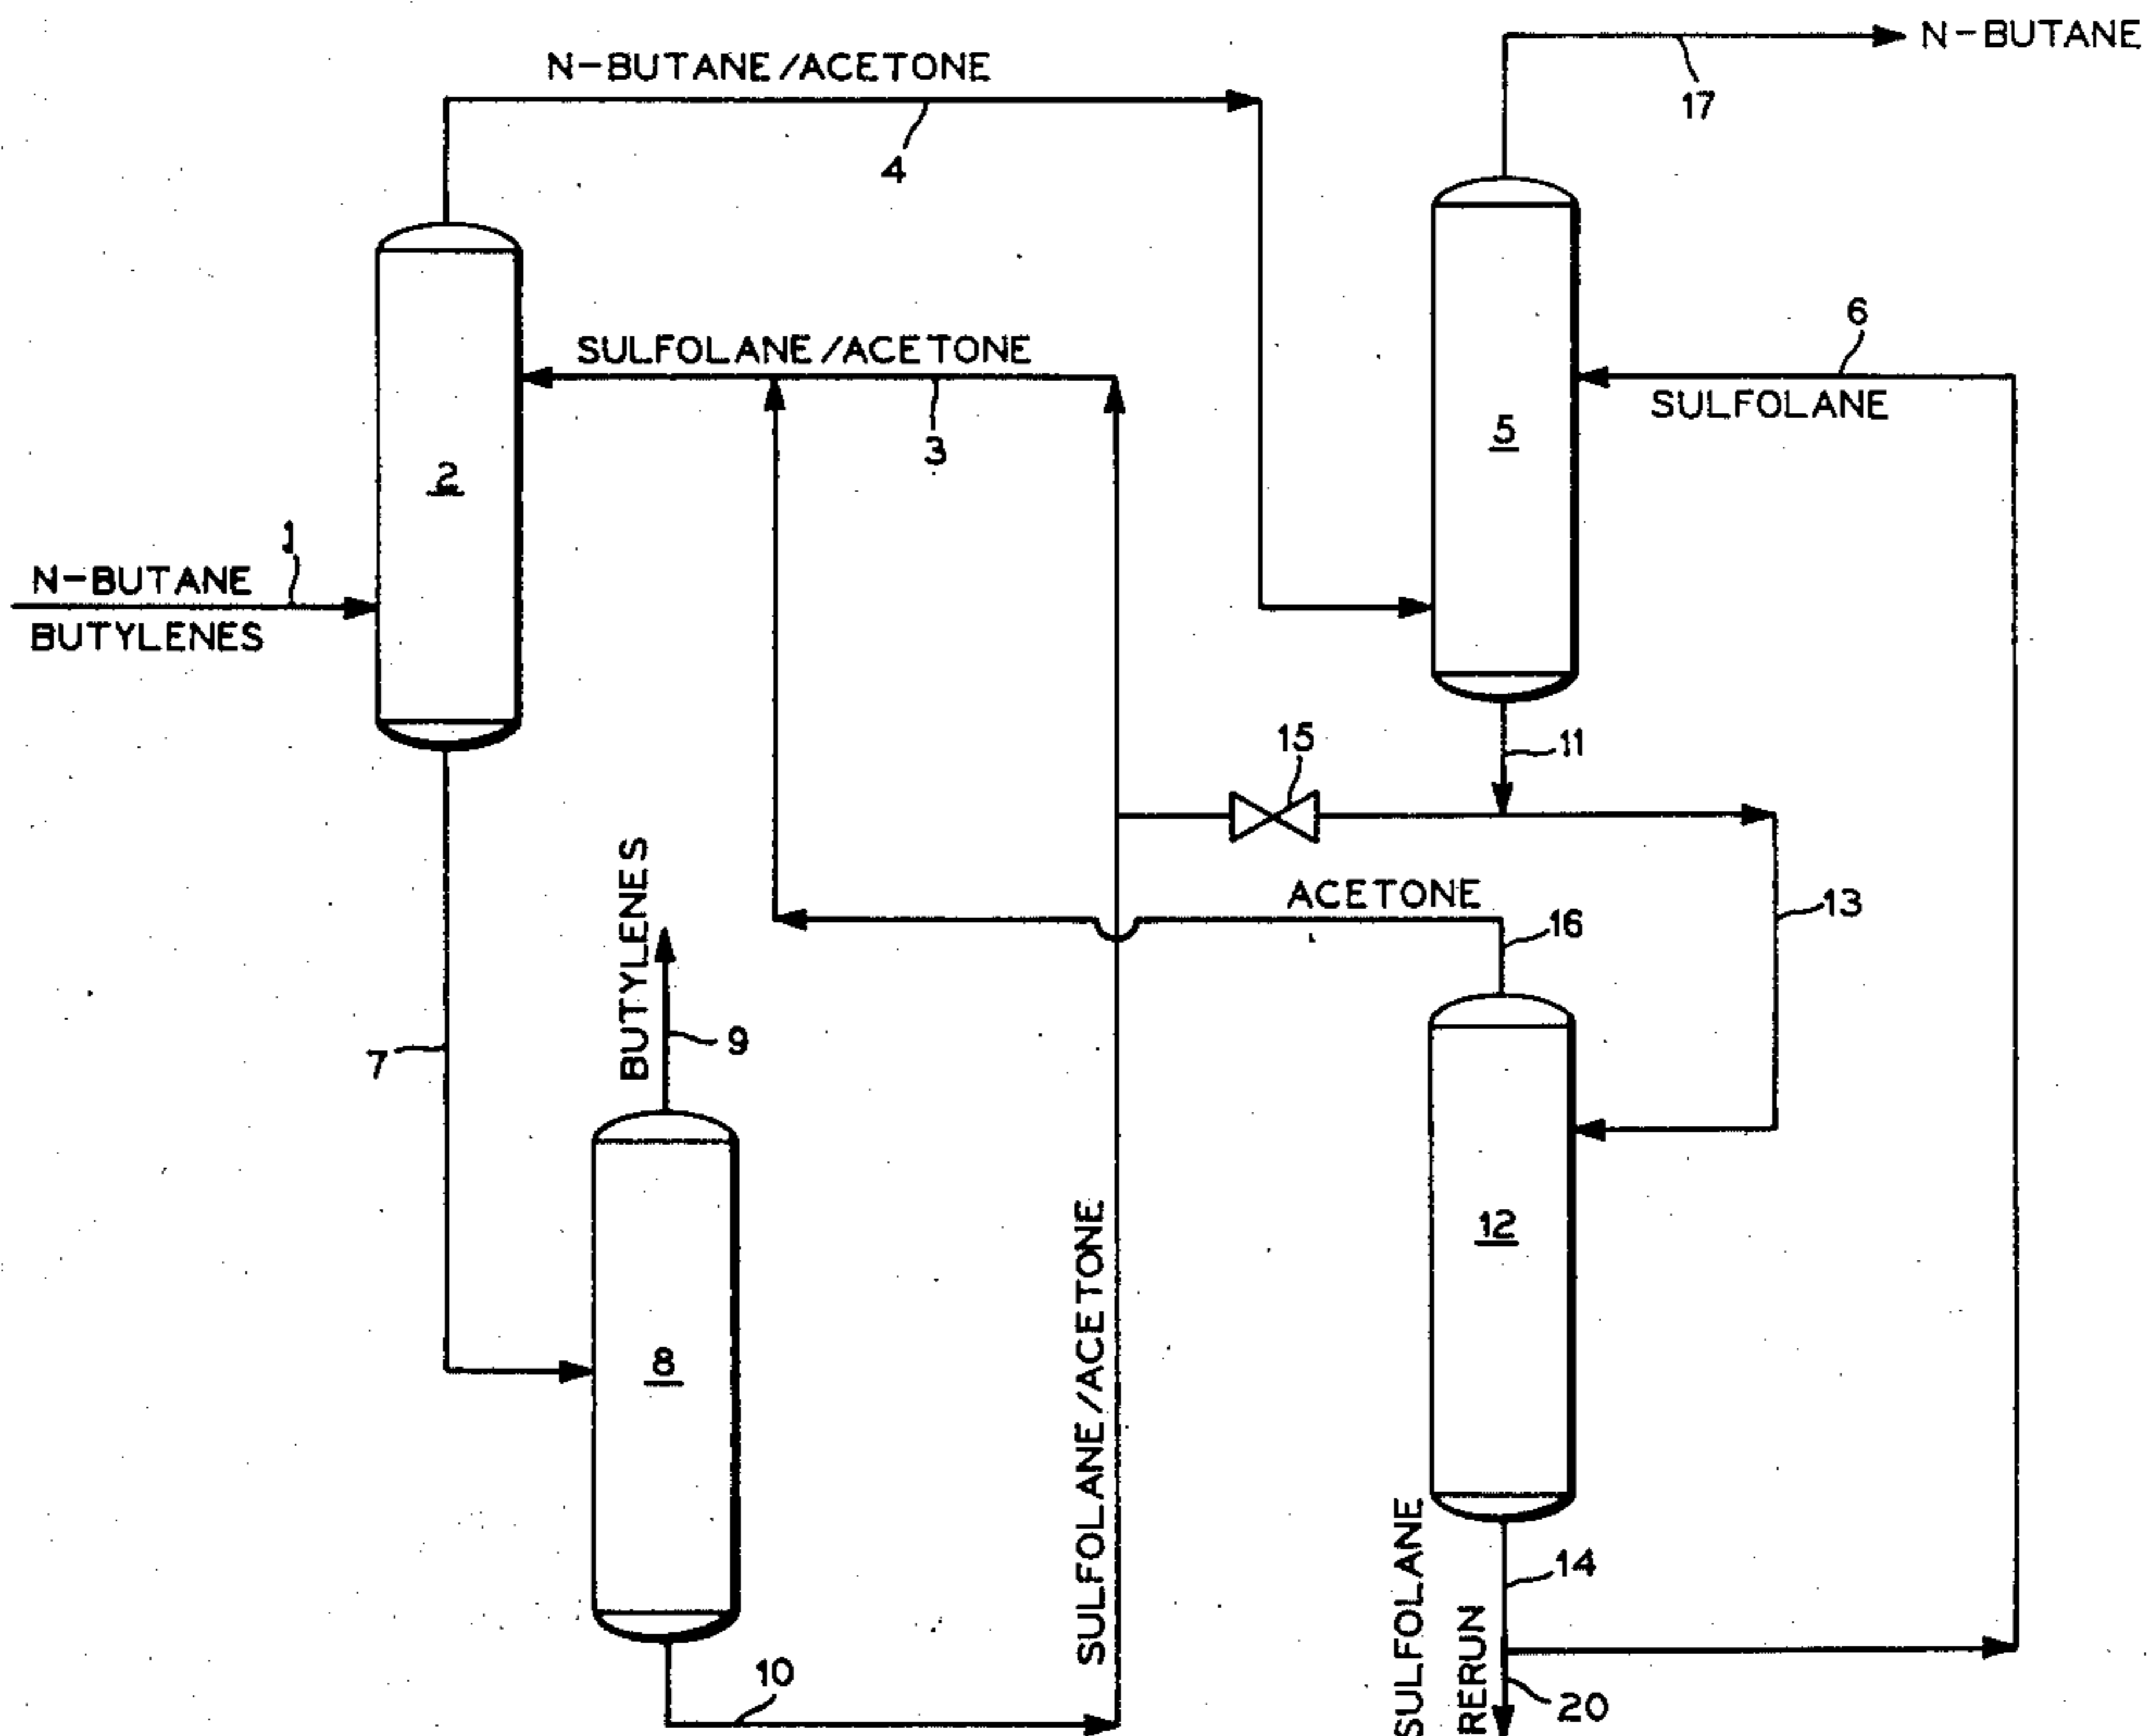 N-BUTANE
17
N-BUTANE/ACETONE
4
6
SULFOLANE/ACETONE
3
SULFOLANE
5
2
1
N-BUTANE
BUTYLENES
15
11
BUTYLENES
ACETONE
13
16
9
7
12
SULFOLANE/ACETONE
8
14
SULFOLANE
RERUN
10
20